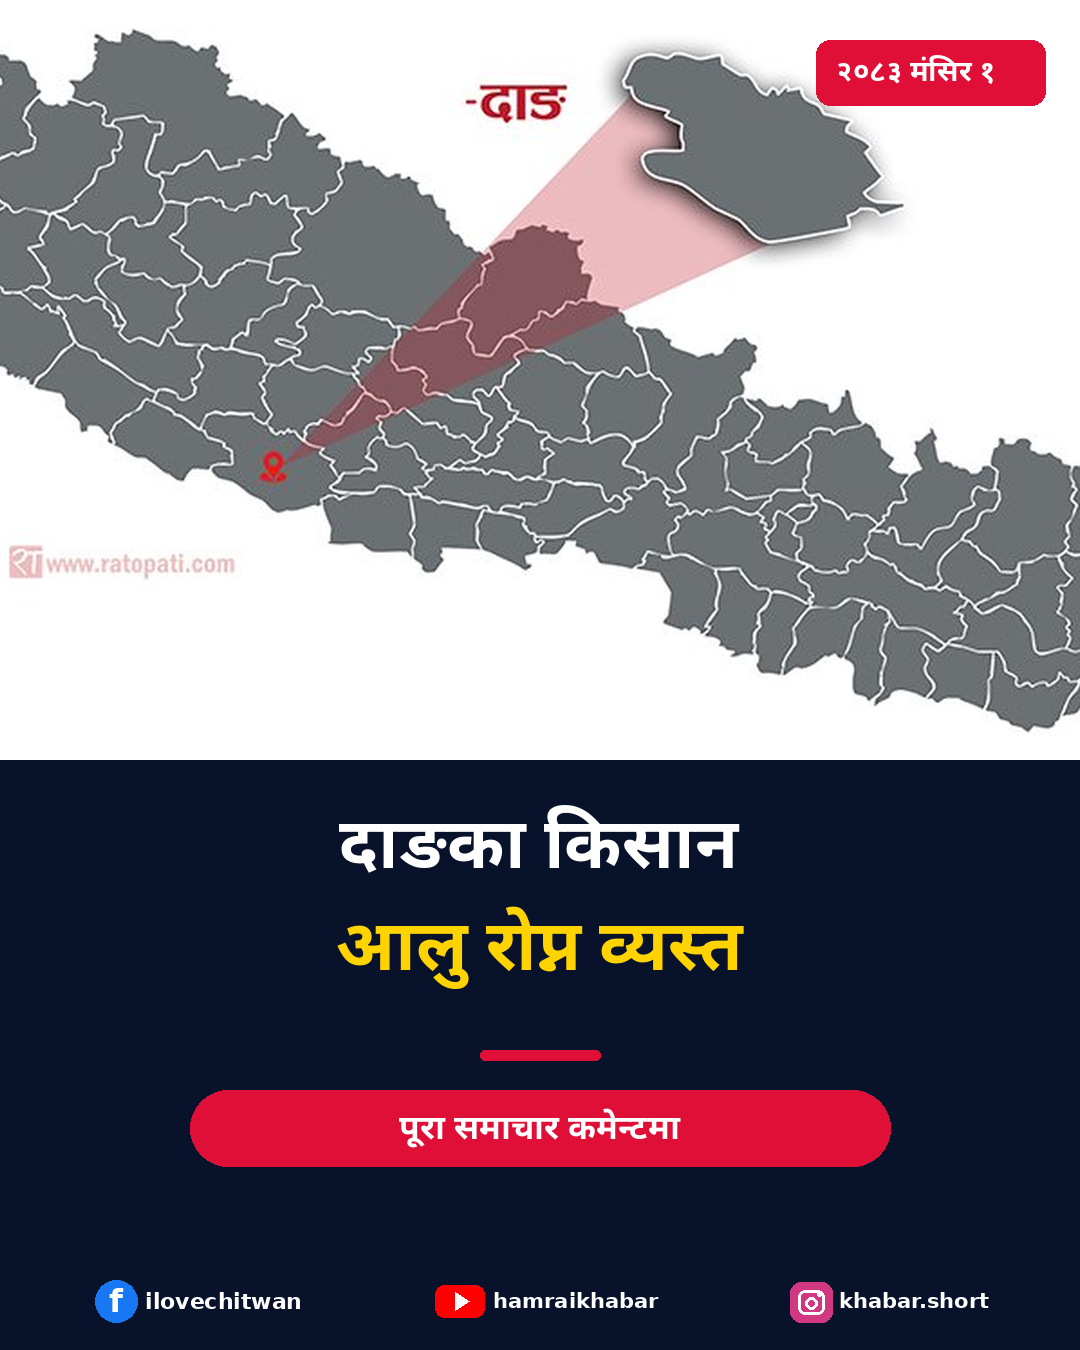 २०८३ मंसिर १
-दाङ
रा www.ratopati.com
दाङका किसान
आलु रोप्न व्यस्त
पूरा समाचार कमेन्टमा
ilovechitwan
hamraikhabar
khabar.short